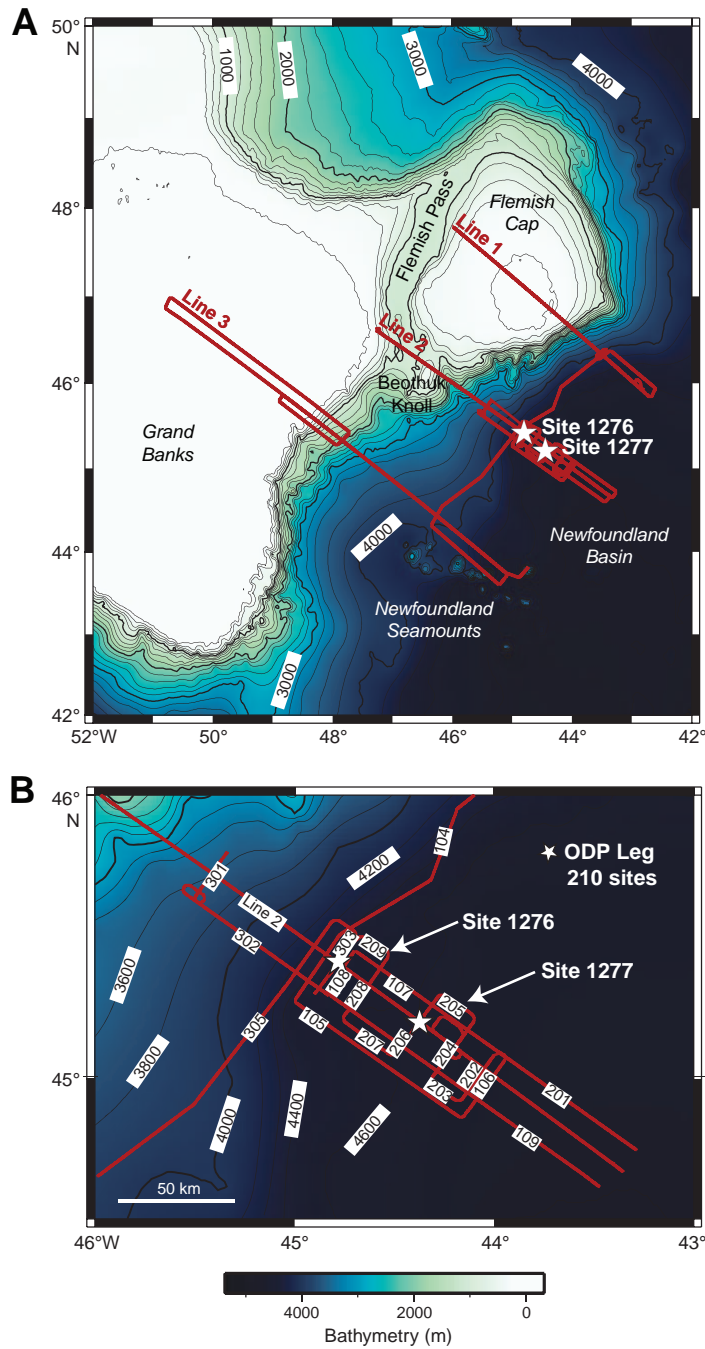 A
50°
N
1000
2000
3000
4000
48°
Flemish Pass
Flemish
Cap
Line 1
Line 3
Line 2
46°
Beothuk
Knoll
Grand
Banks
Site 1276
Site 1277
4000
44°
Newfoundland
Basin
Newfoundland
Seamounts
3000
42°
52°W
50°
48°
46°
44°
42°
B
46°
N
104
4200
ODP Leg
210 sites
301
Line 2
302
303
209
Site 1276
3600
108
208
107
Site 1277
205
305
105
207
206
204
3800
45°
202
106
201
203
4000
4400
4600
109
50 km
46°W
45°
44°
43°
4000
2000
0
Bathymetry (m)